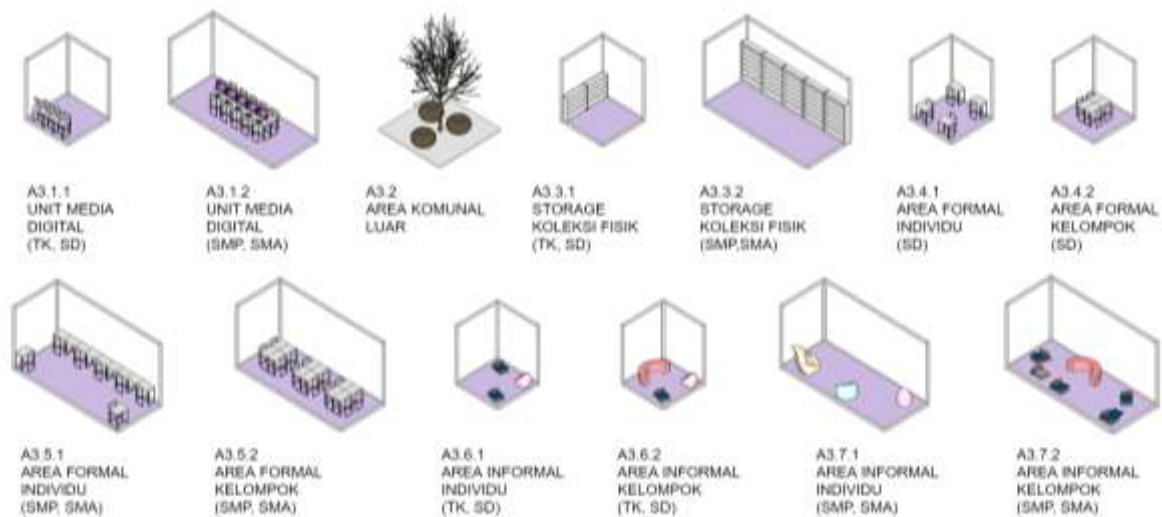 A3.1.1
UNIT MEDIA
DIGITAL
(TK, SD)
A3.1.2
UNIT MEDIA
DIGITAL
(SMP, SMA)
A3.2
AREA KOMUNAL
LUAR
A3.3.1
STORAGE
KOLEKSI FISIK
(TK, SD)
A3.3.2
STORAGE
KOLEKSI FISIK
(SMP,SMA)
A3.4.1
AREA FORMAL
INDIVIDU
(SD)
A3.4.2
AREA FORMAL
KELOMPOK
(SD)
A3.5.1
AREA FORMAL
INDIVIDU
(SMP, SMA)
A3.5.2
AREA FORMAL
KELOMPOK
(SMP, SMA)
A3.6.1
AREA INFORMAL
INDIVIDU
(TK, SD)
A3.6.2
AREA INFORMAL
KELOMPOK
(TK, SD)
A3.7.1
AREA INFORMAL
INDIVIDU
(SMP, SMA)
A3.7.2
AREA INFORMAL
KELOMPOK
(SMP, SMA)